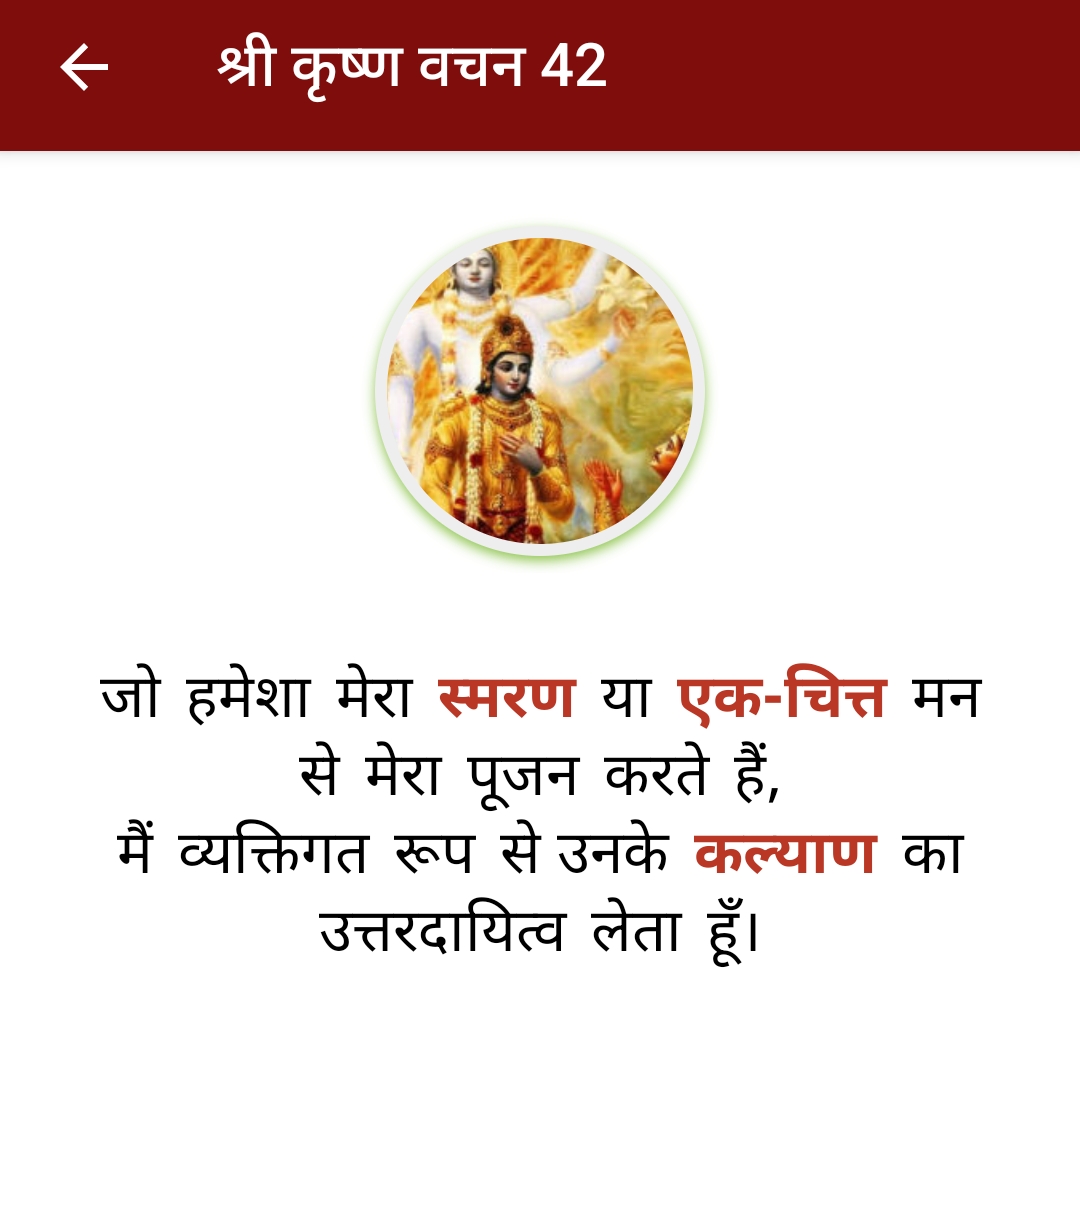 श्री कृष्ण वचन 42
जो हमेशा मेरा स्मरण या एक-चित्त मन
से मेरा पूजन करते हैं,
मैं व्यक्तिगत रूप से उनके कल्याण का
उत्तरदायित्व लेता हूँ।